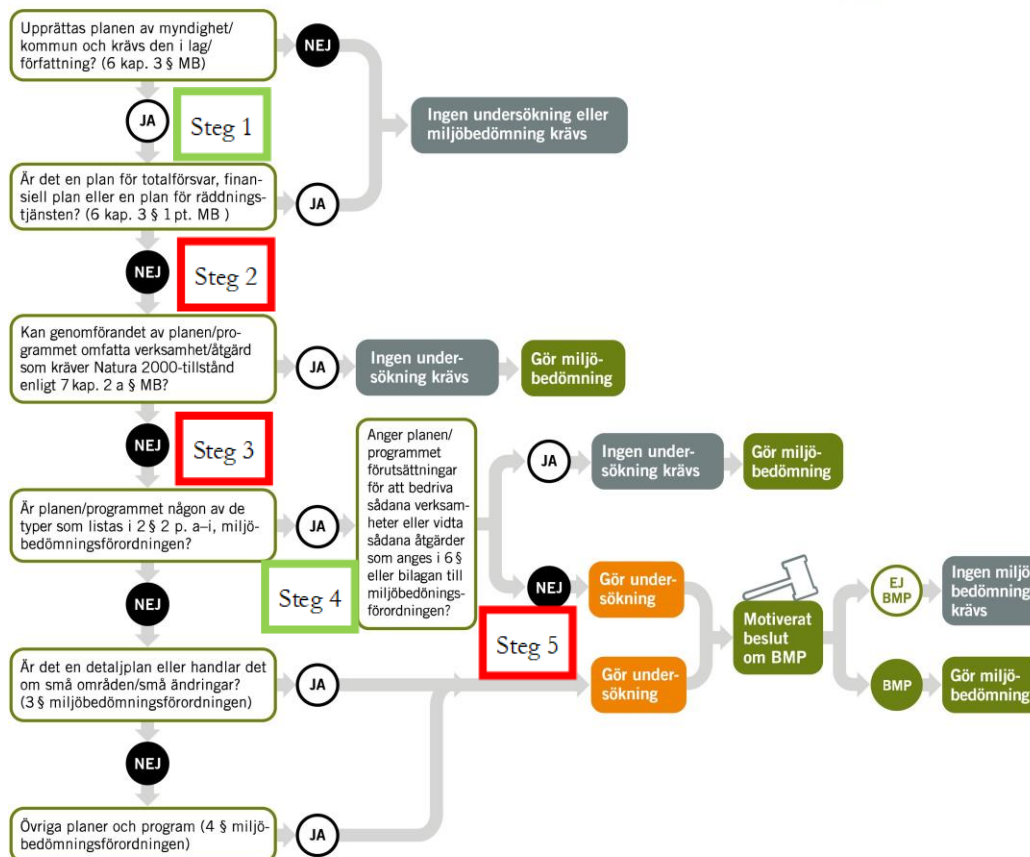 Upprättas planen av myndighet/
kommun och krävs den i lag/
författning? (6 kap. 3 § MB)
NEJ
JA
Steg 1
Ingen undersökning eller
miljöbedömning krävs
Är det en plan för totalförsvar, finan-
siell plan eller en plan för räddnings-
tjänsten? (6 kap. 3 § 1 pt. MB )
JA
NEJ
Steg 2
Kan genomförandet av planen/pro-
grammet omfatta verksamhet/åtgärd
som kräver Natura 2000-tillstånd
enligt 7 kap. 2 a § MB?
JA
Ingen under-
sökning krävs
Gör miljö-
bedömning
NEJ
Steg 3
Är planen/programmet någon av de
typer som listas i 2 § 2 p. a–i, miljö-
bedömningsförordningen?
JA
Anger planen/
programmet
förutsättningar
för att bedriva
sådana verksam-
heter eller vidta
sådana åtgärder
som anges i 6 §
eller bilagan till
miljöbedönings-
förordningen?
JA
Ingen under-
sökning krävs
Gör miljö-
bedömning
NEJ
Steg 4
NEJ
Steg 5
Gör under-
sökning
Motiverat
beslut
om BMP
EJ
BMP
Ingen miljö
bedömning
krävs
BMP
Gör miljö-
bedömning
Är det en detaljplan eller handlar det
om små områden/små ändringar?
(3 § miljöbedömningsförordningen)
JA
Gör under-
sökning
NEJ
Övriga planer och program (4 § miljö-
bedömningsförordningen)
JA